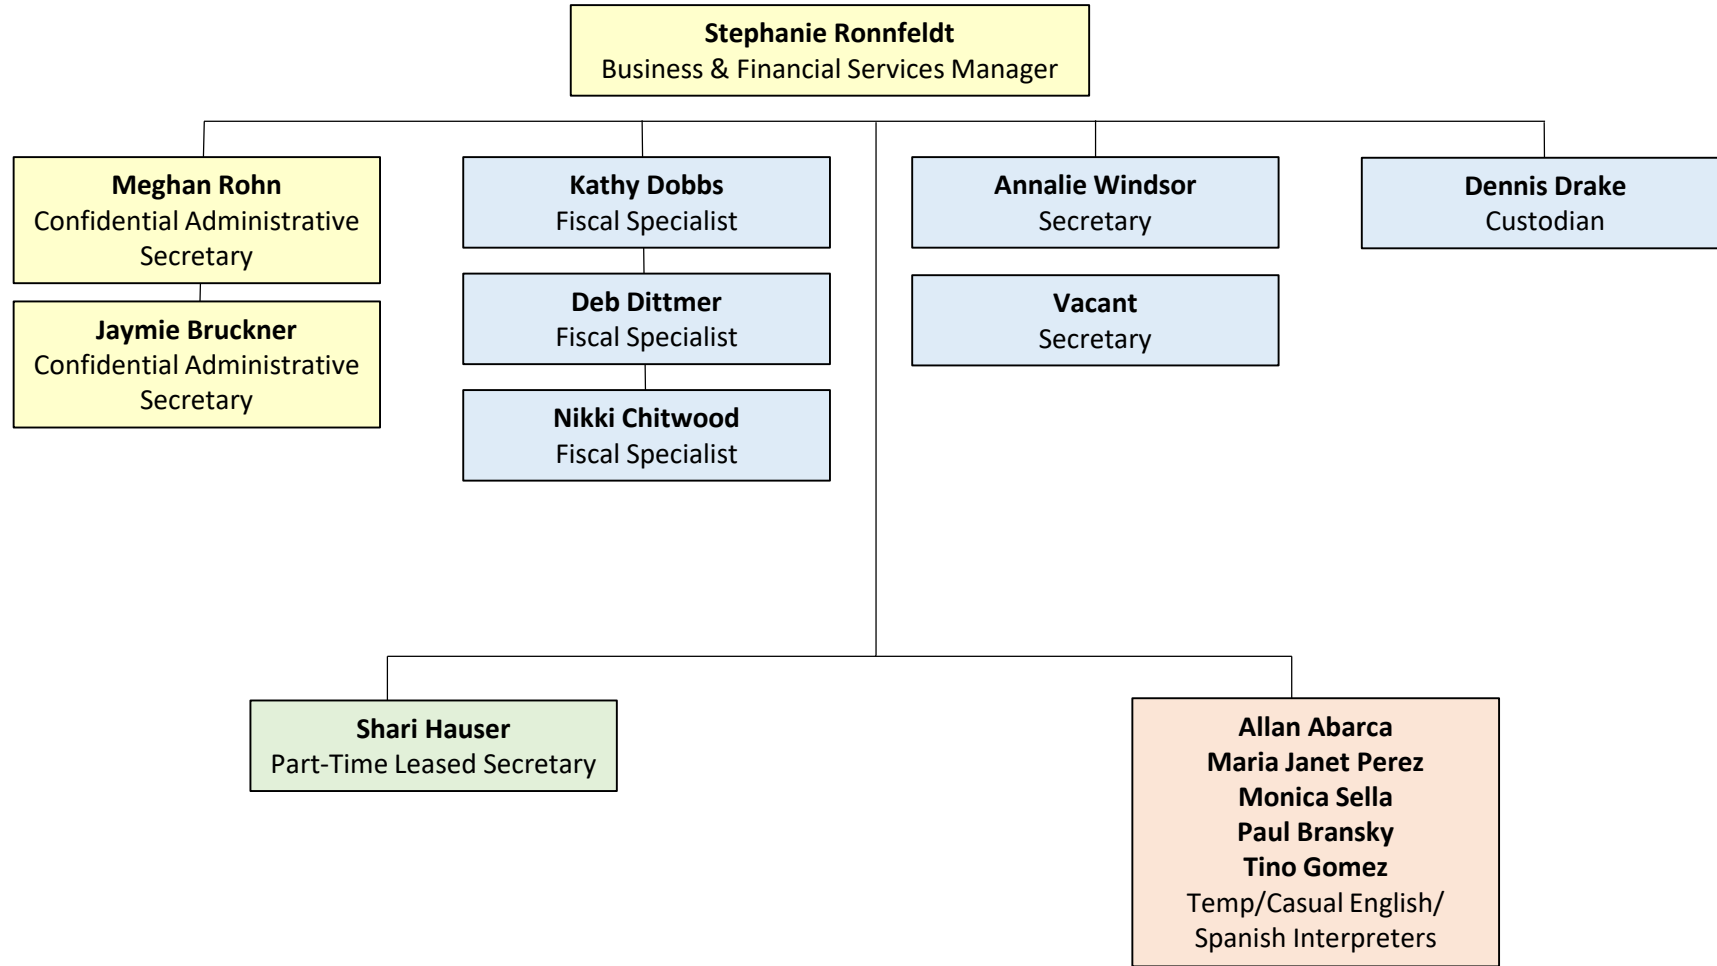 Stephanie Ronnfeldt
Business & Financial Services Manager
Meghan Rohn
Confidential Administrative
Secretary
Jaymie Bruckner
Confidential Administrative
Secretary
Kathy Dobbs
Fiscal Specialist
Deb Dittmer
Fiscal Specialist
Nikki Chitwood
Fiscal Specialist
Annalie Windsor
Secretary
Vacant
Secretary
Dennis Drake
Custodian
Shari Hauser
Part-Time Leased Secretary
Allan Abarca
Maria Janet Perez
Monica Sella
Paul Bransky
Tino Gomez
Temp/Casual English/
Spanish Interpreters